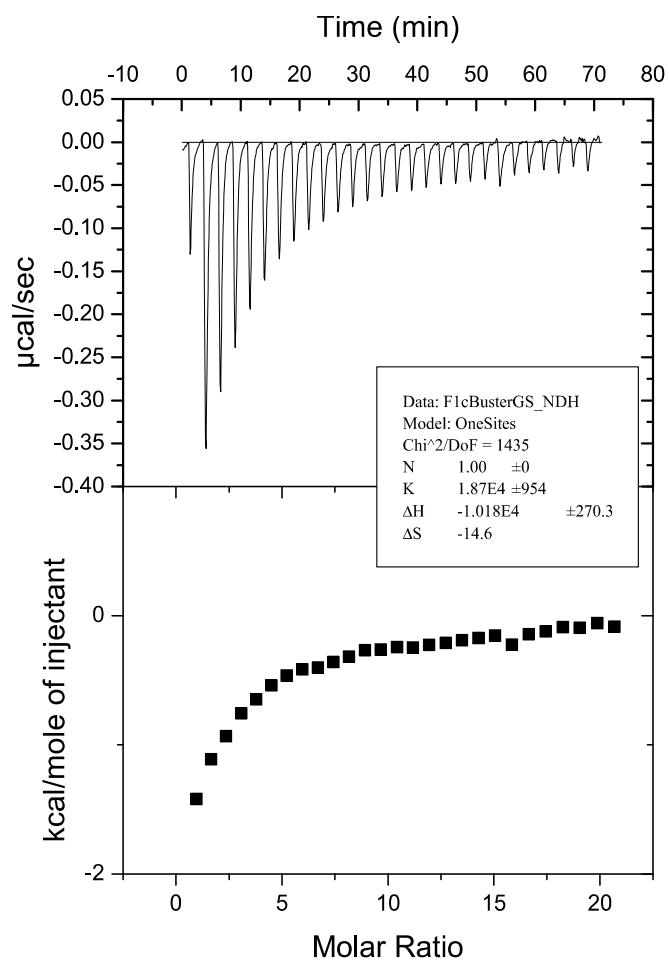 Time (min)
-10 0 10 20 30 40 50 60 70 80
0.05
0.00
-0.05
-0.10
-0.15
-0.20
-0.25
-0.30
-0.35
-0.40
µcal/sec
Data: F1cBusterGS_NDH
Model: OneSites
Chi^2/DoF = 1435
N 1.00 ±0
K 1.87E4 ±954
ΔH -1.018E4 ±270.3
ΔS -14.6
0
-2
kcal/mole of injectant
0 5 10 15 20
Molar Ratio